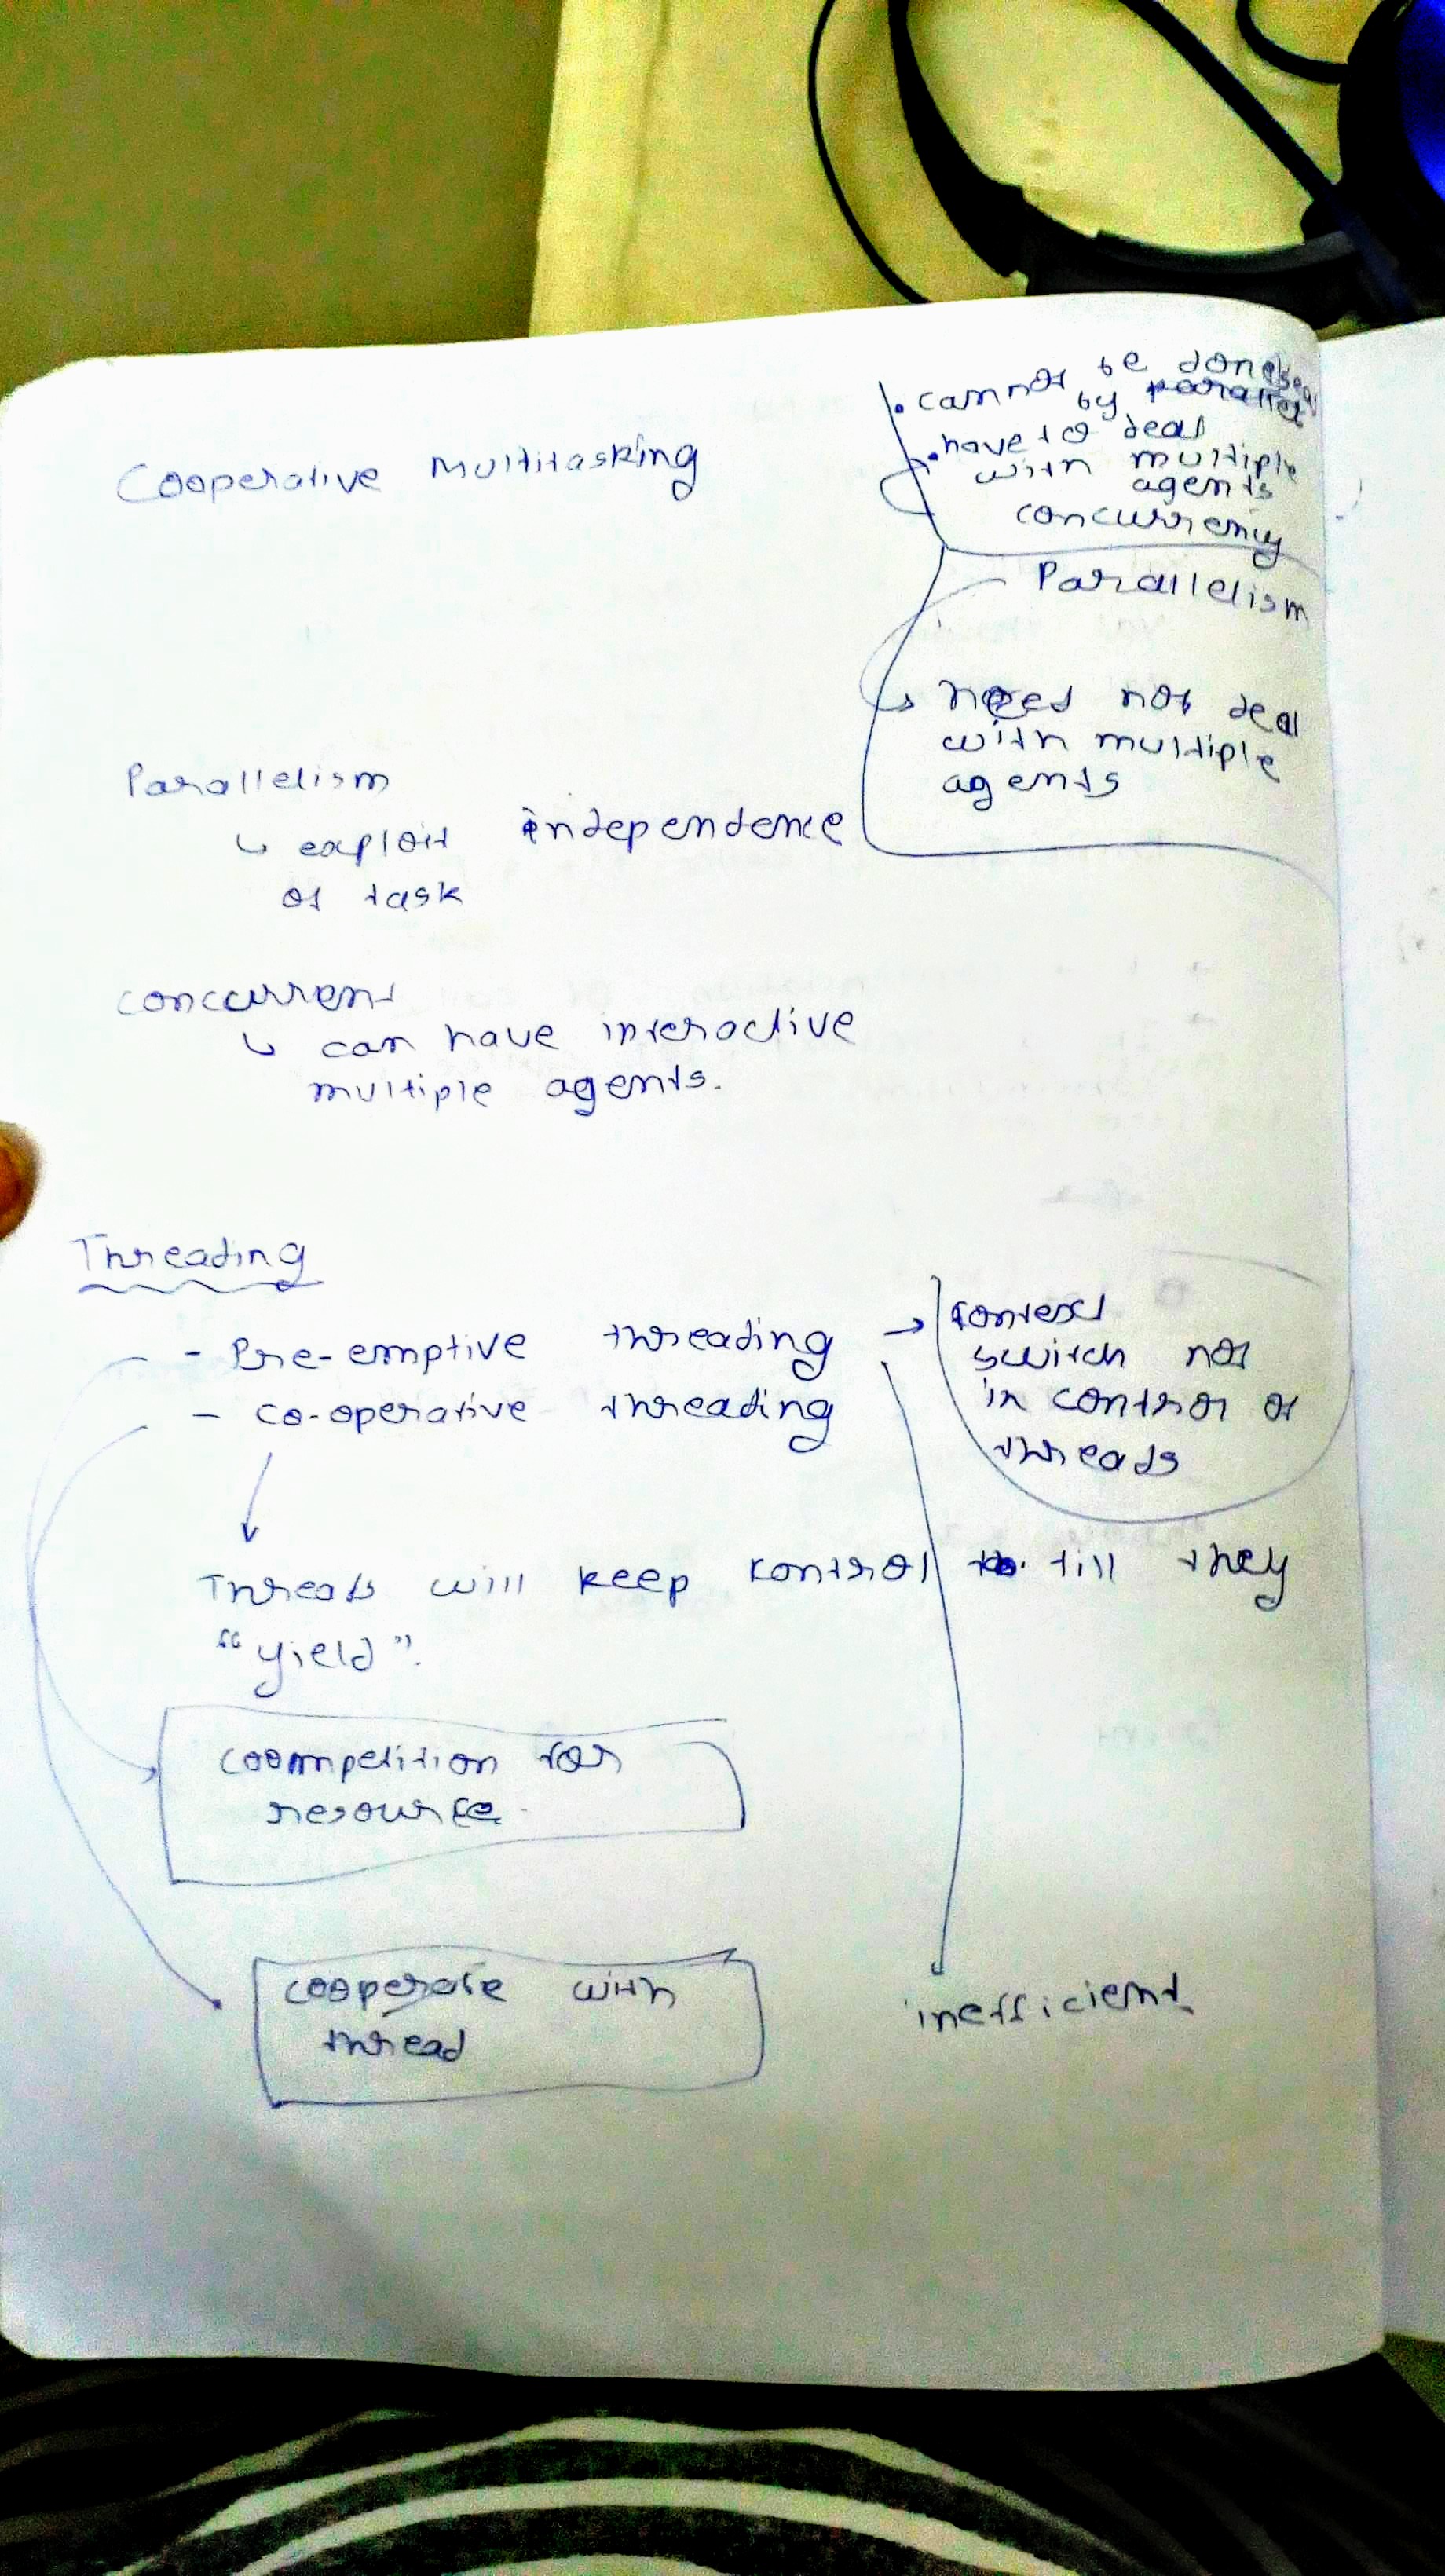 Cooperative Multitasking
• cannot be done
by parallel
• have to deal
with multiple
agents
concurrency
Parallelism
need not deal
with multiple
agents
Parallelism
↳ exploit independence
of task
concurrent
↳ can have interactive
multiple agents.
Threading
- Pre-emptive threading →
context
switch not
in control of
threads
- co-operative threading
Threads will keep control till they
"yield".
coompetition for
resource
cooperate with
thread
inefficient